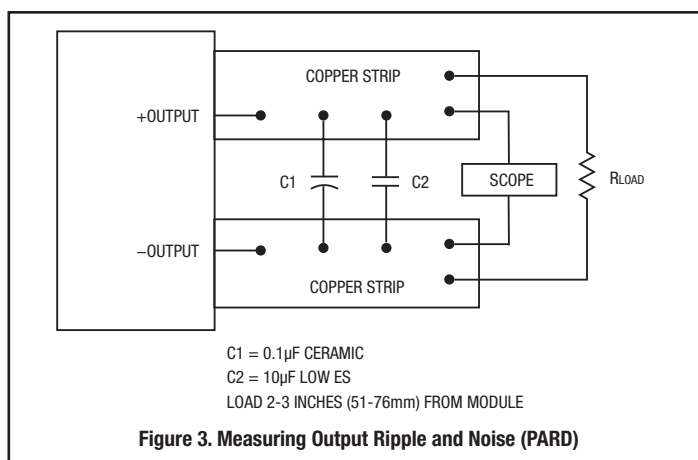 COPPER STRIP
+OUTPUT
C1
C2
SCOPE
RLOAD
–OUTPUT
COPPER STRIP
C1 = 0.1µF CERAMIC
C2 = 10µF LOW ES
LOAD 2-3 INCHES (51-76mm) FROM MODULE
Figure 3. Measuring Output Ripple and Noise (PARD)